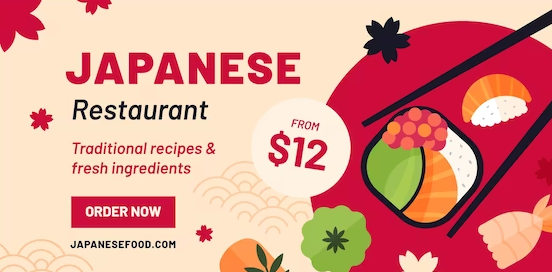 JAPANESE
Restaurant
Traditional recipes &
fresh ingredients
FROM
$12
ORDER NOW
JAPANESEFOOD.COM